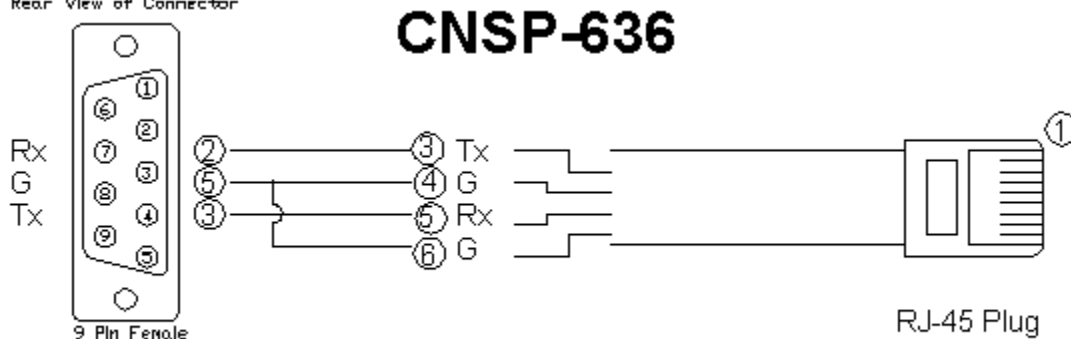 Rear View of Connector
CNSP-636
1
6
2
7
3
8
4
9
5
Rx 2 3 Tx
G 5 4 G
Tx 3 5 Rx
6 G
1
RJ-45 Plug
9 Pin Female